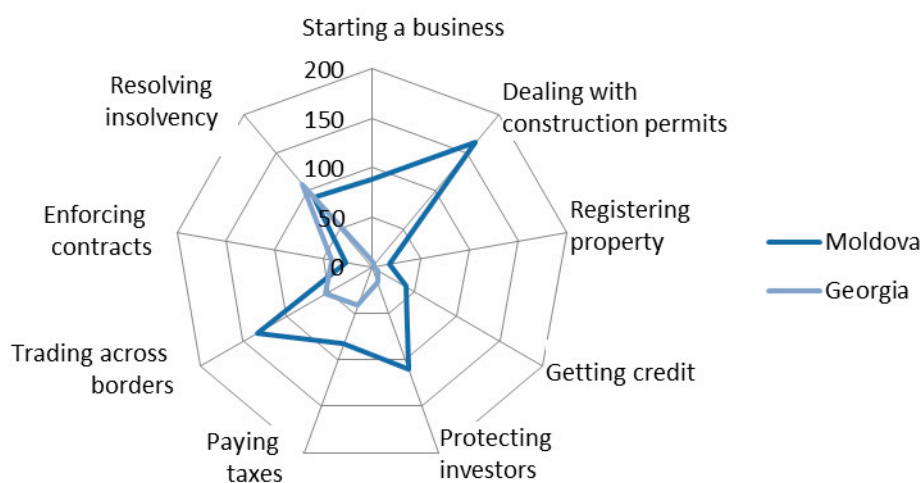 Starting a business
Dealing with
construction permits
Registering
property
Getting credit
Protecting
investors
Paying
taxes
Trading across
borders
Enforcing
contracts
Resolving
insolvency
200
150
100
50
0
Moldova
Georgia